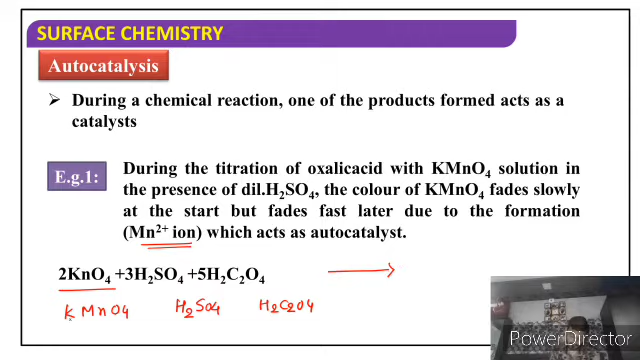 SURFACE CHEMISTRY
Autocatalysis
➢ During a chemical reaction, one of the products formed acts as a
catalysts
E.g.1:
During the titration of oxalicacid with KMnO₄ solution in
the presence of dil.H₂SO₄, the colour of KMnO₄ fades slowly
at the start but fades fast later due to the formation
(Mn²⁺ ion) which acts as autocatalyst.
2KnO₄ +3H₂SO₄ +5H₂C₂O₄ ⟶
KMnO4 H₂SO4 H₂C₂O4
PowerDirector